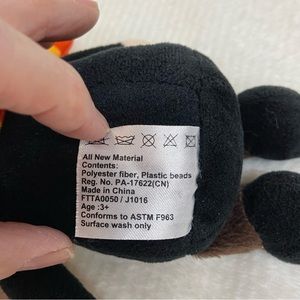 All New Material
Contents:
Polyester fiber, Plastic beads
Reg. No. PA-17622(CN)
Made in China
FTTA0050 / J1016
Age :3+
Conforms to ASTM F963
Surface wash only